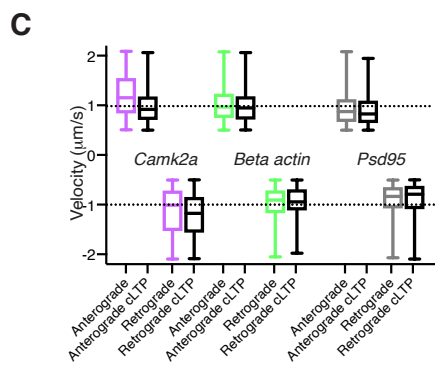 C
Velocity (μm/s)
2
1
0
-1
-2
Camk2a Beta actin Psd95
Anterograde
Anterograde cLTP
Retrograde
Retrograde cLTP
Anterograde
Anterograde cLTP
Retrograde
Retrograde cLTP
Anterograde
Anterograde cLTP
Retrograde
Retrograde cLTP